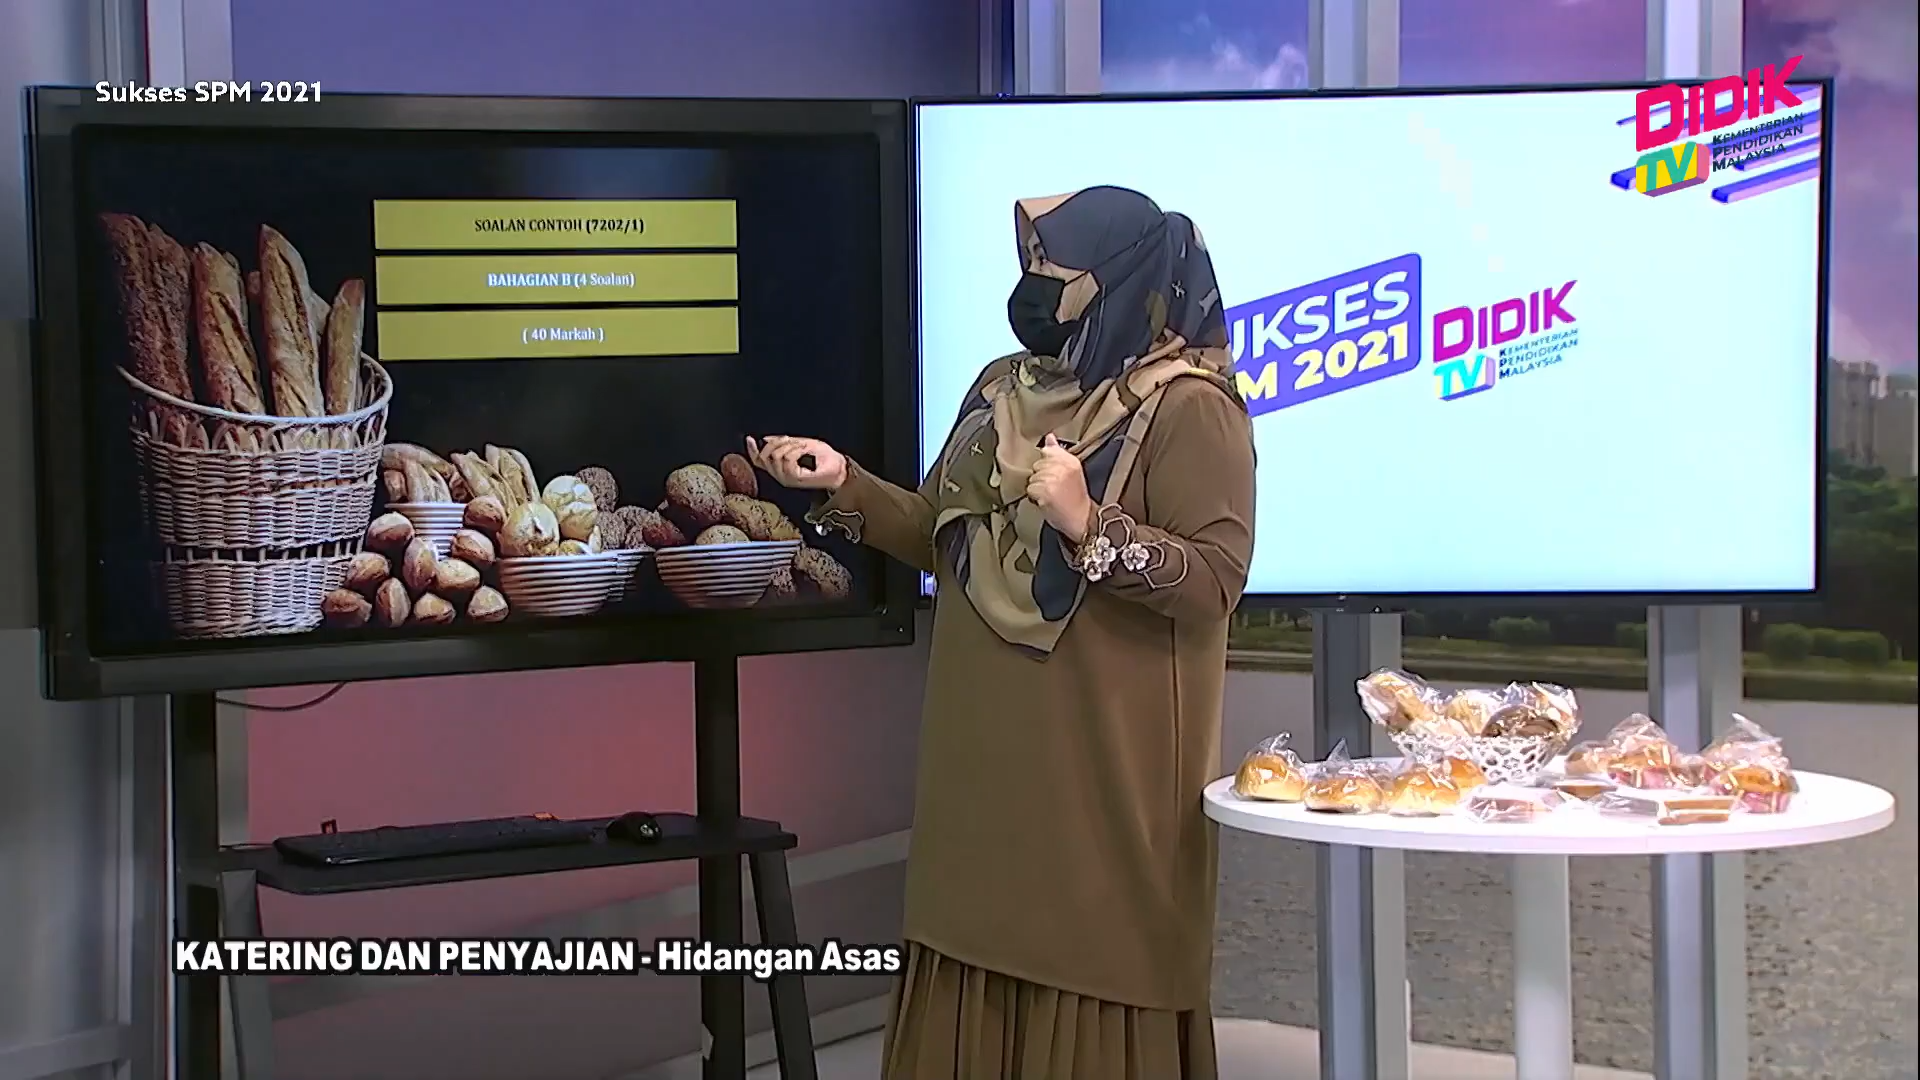 Sukses SPM 2021
DIDIK
TV
KEMENTERIAN
PENDIDIKAN
MALAYSIA
SOALAN CONTOH (7202/1)
BAHAGIAN B (4 Soalan)
( 40 Markah )
UKSES
PM 2021
DIDIK
TV
KEMENTERIAN
PENDIDIKAN
MALAYSIA
KATERING DAN PENYAJIAN - Hidangan Asas